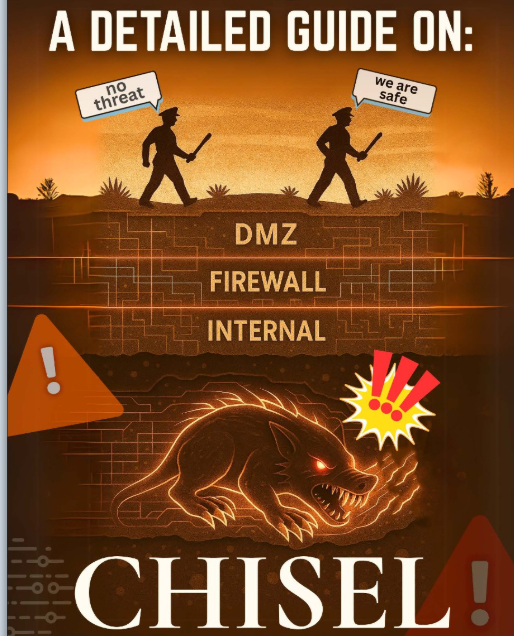 A DETAILED GUIDE ON:
no
threat
we are
safe
DMZ
FIREWALL
INTERNAL
!
!!!
CHISEL
!